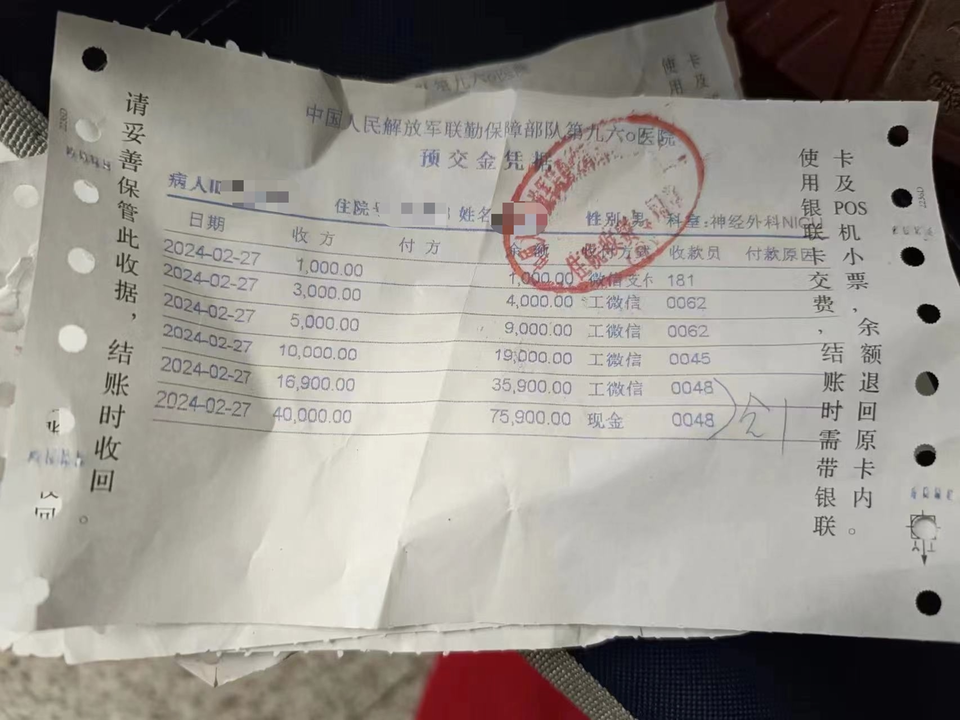 中国人民解放军联勤保障部队第九六〇医院
预交金凭据
病人ID
住院号
姓名
性别:男
科室:神经外科NICU
日期 收方 付方 余额 收款员 付款原因
2024-02-27 1,000.00 1,000.00 微信支付 181
2024-02-27 3,000.00 4,000.00 工微信 0062
2024-02-27 5,000.00 9,000.00 工微信 0062
2024-02-27 10,000.00 19,000.00 工微信 0045
2024-02-27 16,900.00 35,900.00 工微信 0048
2024-02-27 40,000.00 75,900.00 现金 0048
请妥善保管此收据，结账时收回。
使用银联卡交费，结账时需带银联
卡及POS机小票，余额退回原卡内。